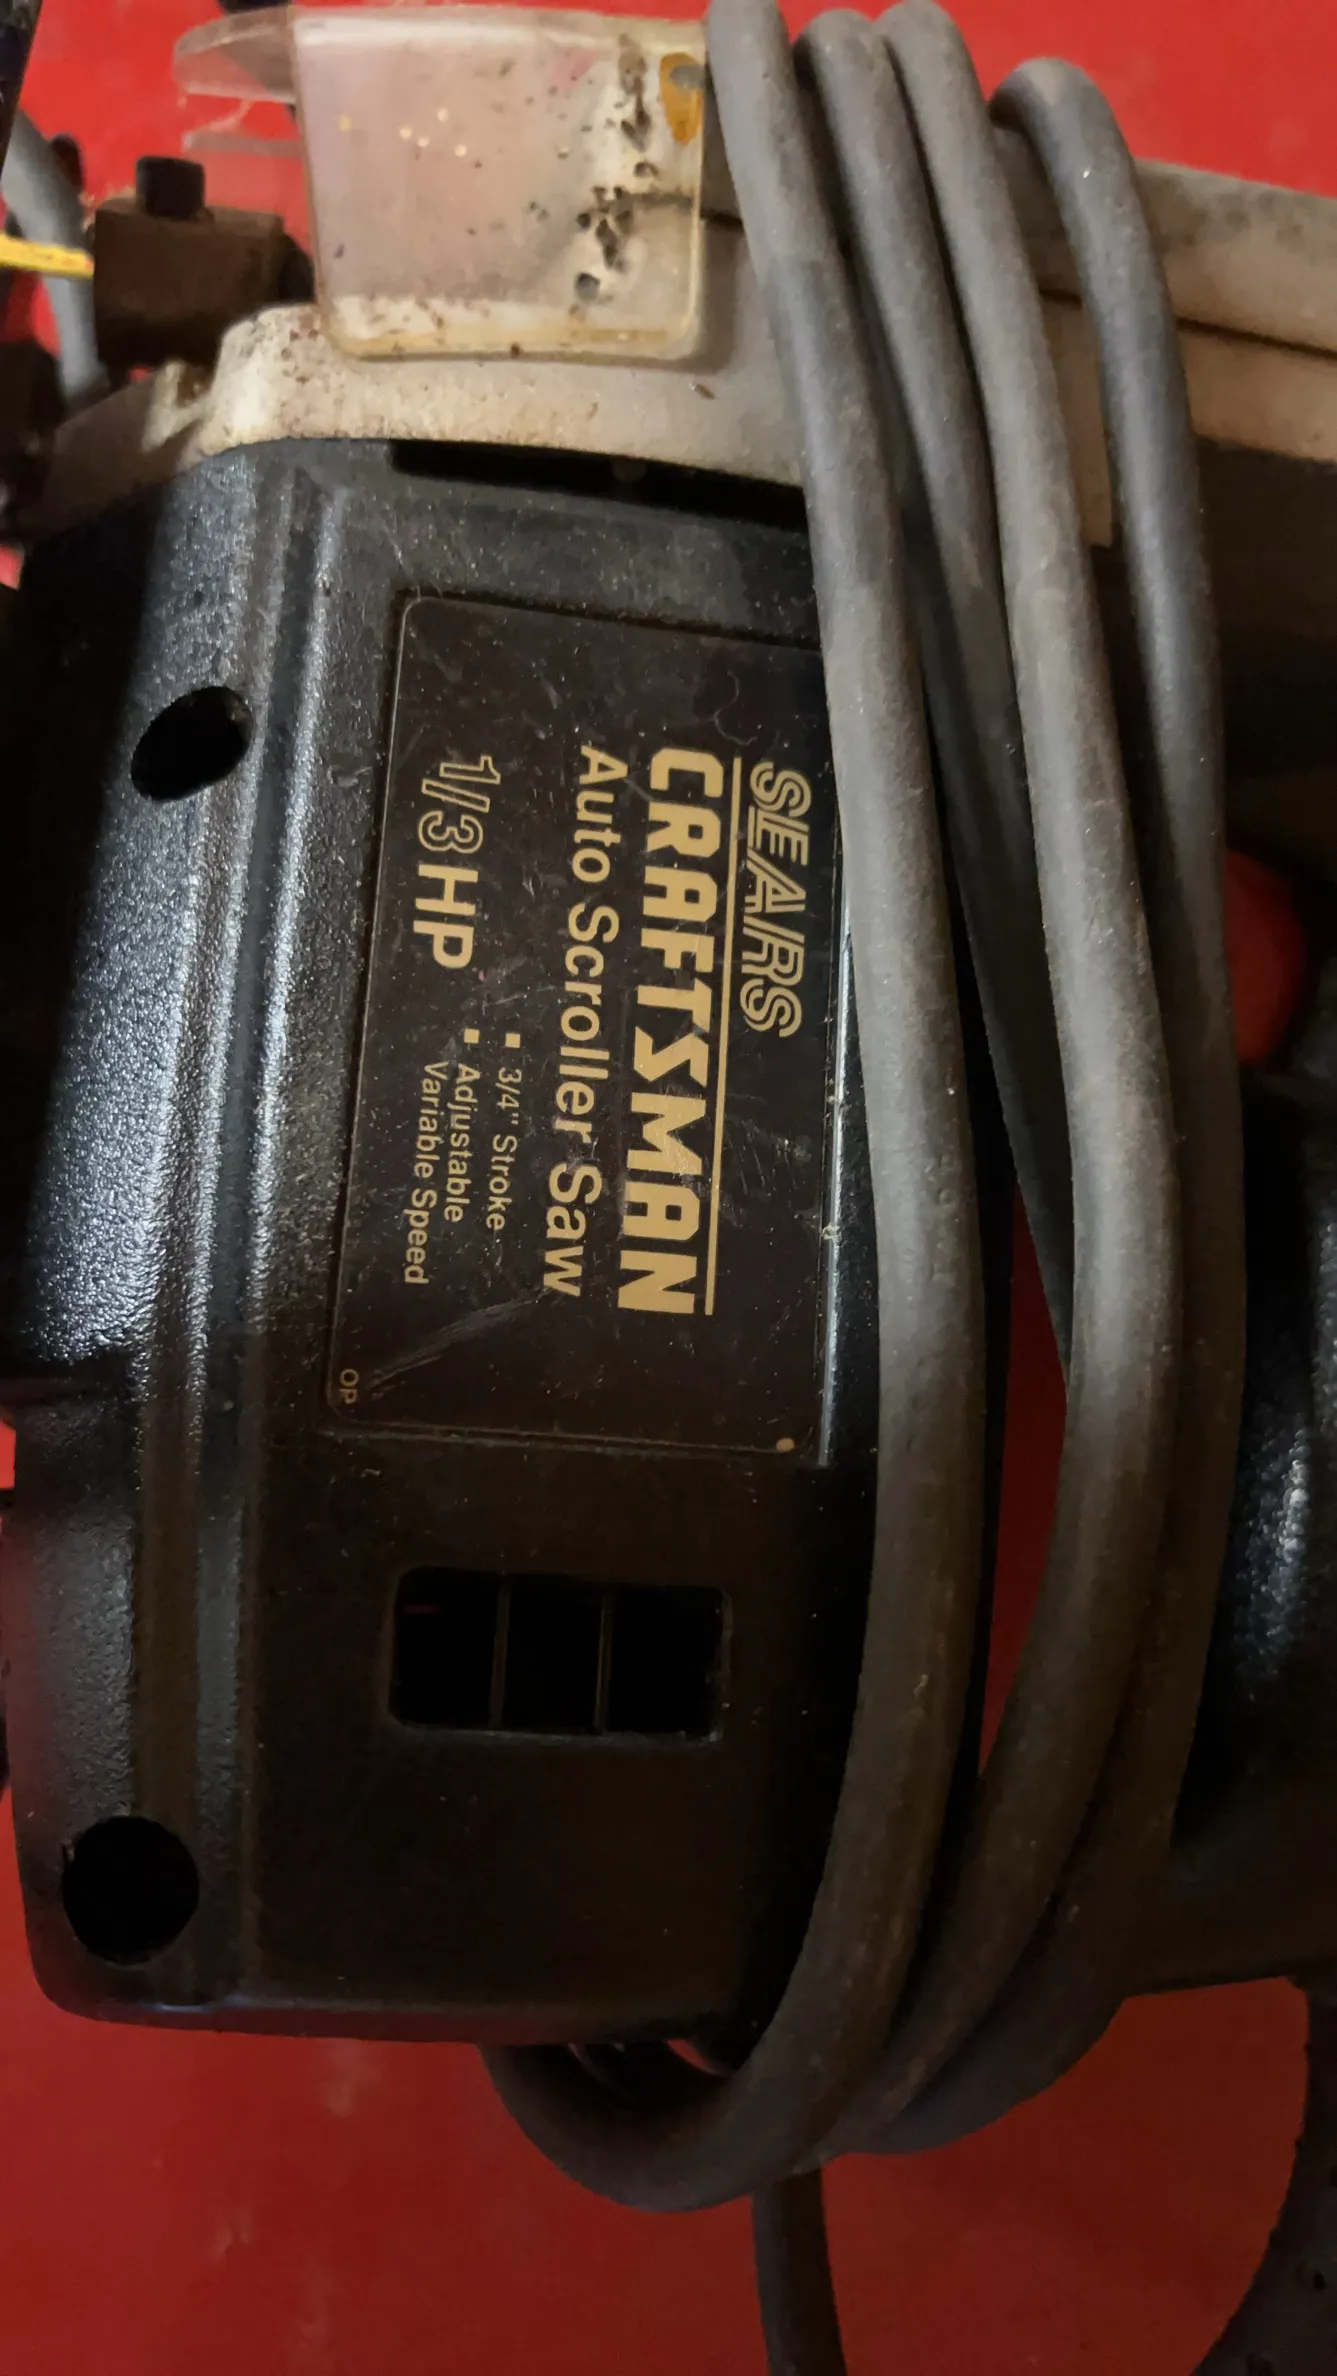 SEARS
CRAFTSMAN
Auto Scroller Saw
1/3 HP
▪ 3/4" Stroke
▪ Adjustable
Variable Speed
OP